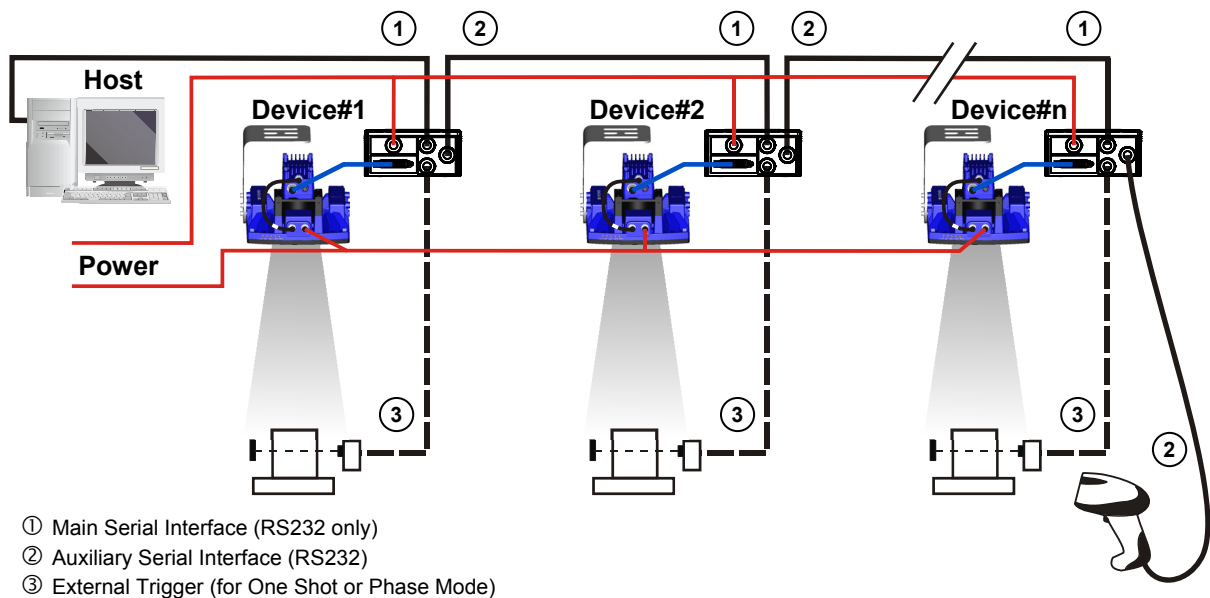 ① ② ① ② ①
Host
Device#1 Device#2 Device#n
Power
③ ③ ③
②
① Main Serial Interface (RS232 only)
② Auxiliary Serial Interface (RS232)
③ External Trigger (for One Shot or Phase Mode)